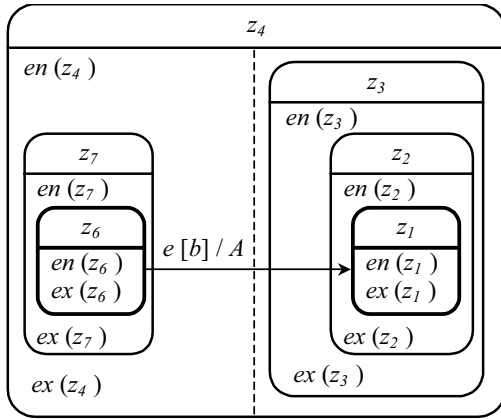 z4
en (z4)
z3
en (z3)
z7
en (z7)
z2
en (z2)
z6
en (z6)
ex (z6)
e [b] / A
z1
en (z1)
ex (z1)
ex (z7)
ex (z2)
ex (z4)
ex (z3)